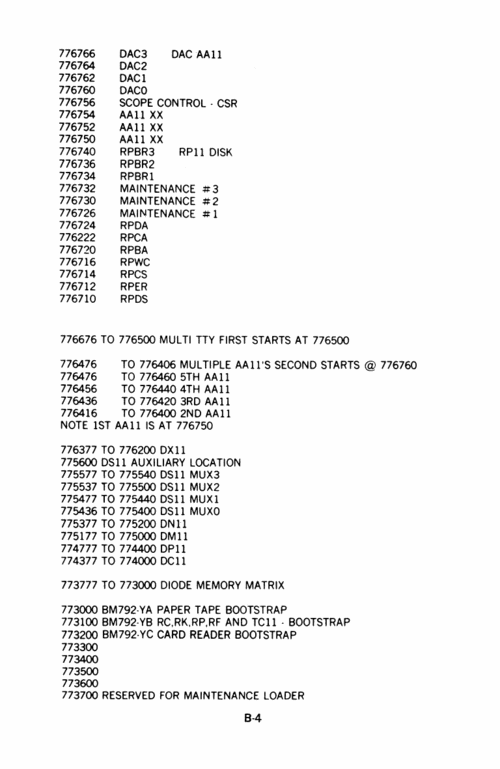 776766 DAC3 DAC AA11
776764 DAC2
776762 DAC1
776760 DACO
776756 SCOPE CONTROL - CSR
776754 AA11 XX
776752 AA11 XX
776750 AA11 XX
776740 RPBR3 RP11 DISK
776736 RPBR2
776734 RPBR1
776732 MAINTENANCE #3
776730 MAINTENANCE #2
776726 MAINTENANCE #1
776724 RPDA
776222 RPCA
776720 RPBA
776716 RPWC
776714 RPCS
776712 RPER
776710 RPDS
776676 TO 776500 MULTI TTY FIRST STARTS AT 776500
776476 TO 776406 MULTIPLE AA11'S SECOND STARTS @ 776760
776476 TO 776460 5TH AA11
776456 TO 776440 4TH AA11
776436 TO 776420 3RD AA11
776416 TO 776400 2ND AA11
NOTE 1ST AA11 IS AT 776750
776377 TO 776200 DX11
775600 DS11 AUXILIARY LOCATION
775577 TO 775540 DS11 MUX3
775537 TO 775500 DS11 MUX2
775477 TO 775440 DS11 MUX1
775436 TO 775400 DS11 MUXO
775377 TO 775200 DN11
775177 TO 775000 DM11
774777 TO 774400 DP11
774377 TO 774000 DC11
773777 TO 773000 DIODE MEMORY MATRIX
773000 BM792-YA PAPER TAPE BOOTSTRAP
773100 BM792-YB RC,RK,RP,RF AND TC11 - BOOTSTRAP
773200 BM792-YC CARD READER BOOTSTRAP
773300
773400
773500
773600
773700 RESERVED FOR MAINTENANCE LOADER
B-4